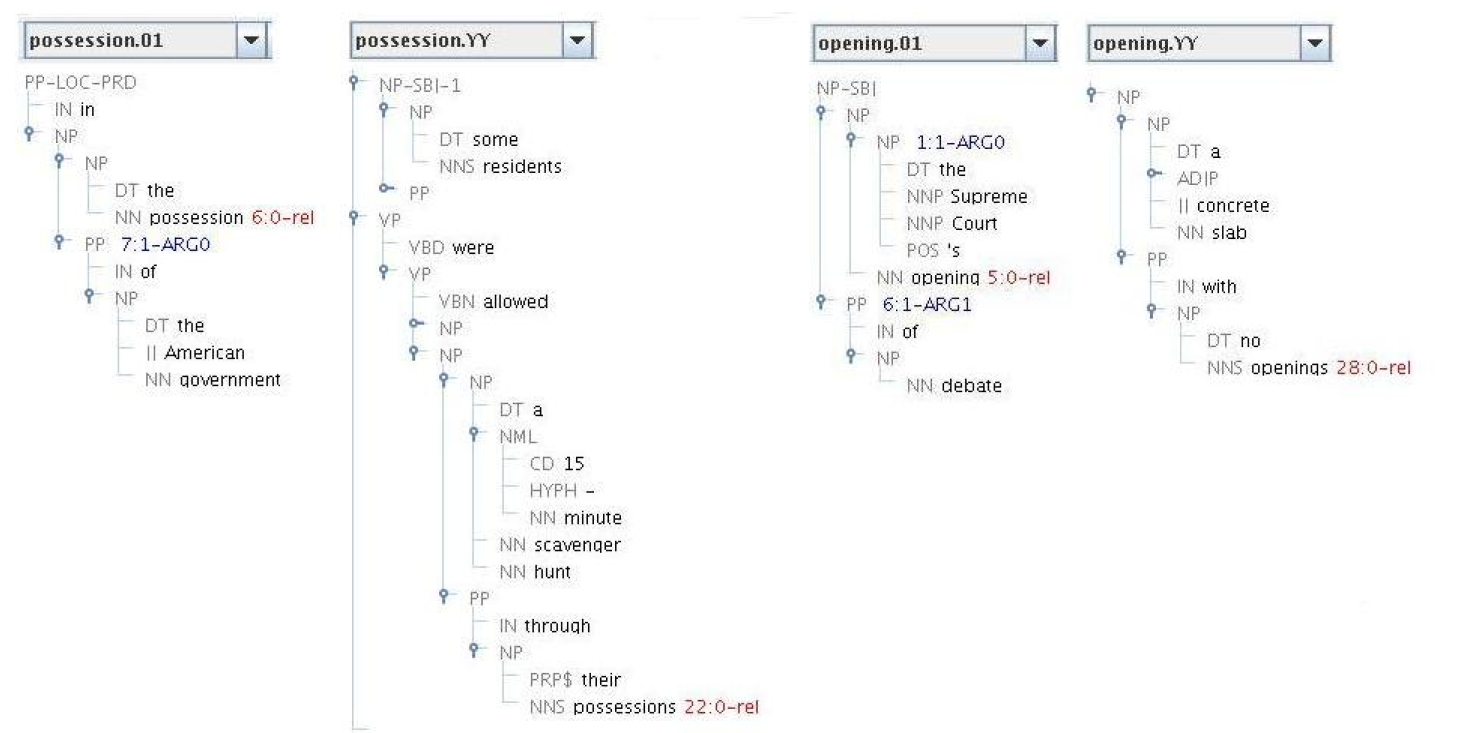 possession.01
PP-LOC-PRD
IN in
NP
NP
DT the
NN possession 6:0-rel
PP 7:1-ARG0
IN of
NP
DT the
JJ American
NN government
possession.YY
NP-SBJ-1
NP
DT some
NNS residents
PP
VP
VBD were
VP
VBN allowed
NP
NP
NP
DT a
NML
CD 15
HYPH -
NN minute
NN scavenger
NN hunt
PP
IN through
NP
PRP$ their
NNS possessions 22:0-rel
opening.01
NP-SBJ
NP
NP 1:1-ARG0
DT the
NNP Supreme
NNP Court
POS 's
NN opening 5:0-rel
PP 6:1-ARG1
IN of
NP
NN debate
opening.YY
NP
NP
DT a
ADJP
JJ concrete
NN slab
PP
IN with
NP
DT no
NNS openings 28:0-rel